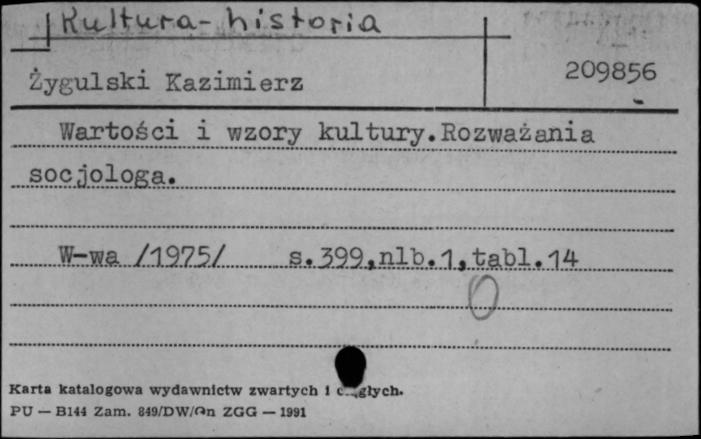 Kultura-historia
Żygulski Kazimierz
209856
Wartości i wzory kultury.Rozważania
socjologa.
W-wa /1975/ s.399,nlb.1,tabl.14
Karta katalogowa wydawnictw zwartych i
PU — B144 Zam. 849/DW/ ZGG — 1991